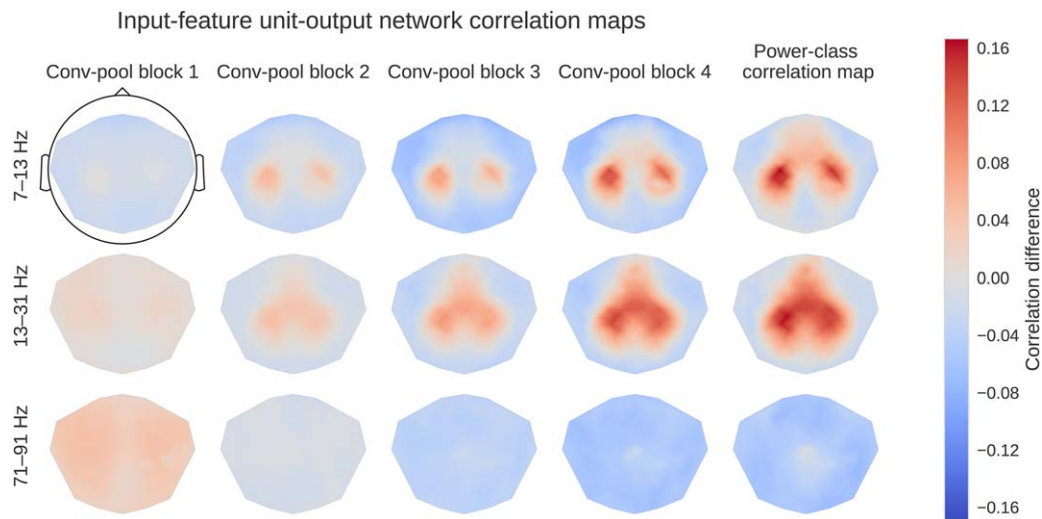 Input-feature unit-output network correlation maps
Conv-pool block 1
Conv-pool block 2
Conv-pool block 3
Conv-pool block 4
Power-class
correlation map
7–13 Hz
13–31 Hz
71–91 Hz
0.16
0.12
0.08
0.04
0.00
−0.04
−0.08
−0.12
−0.16
Correlation difference